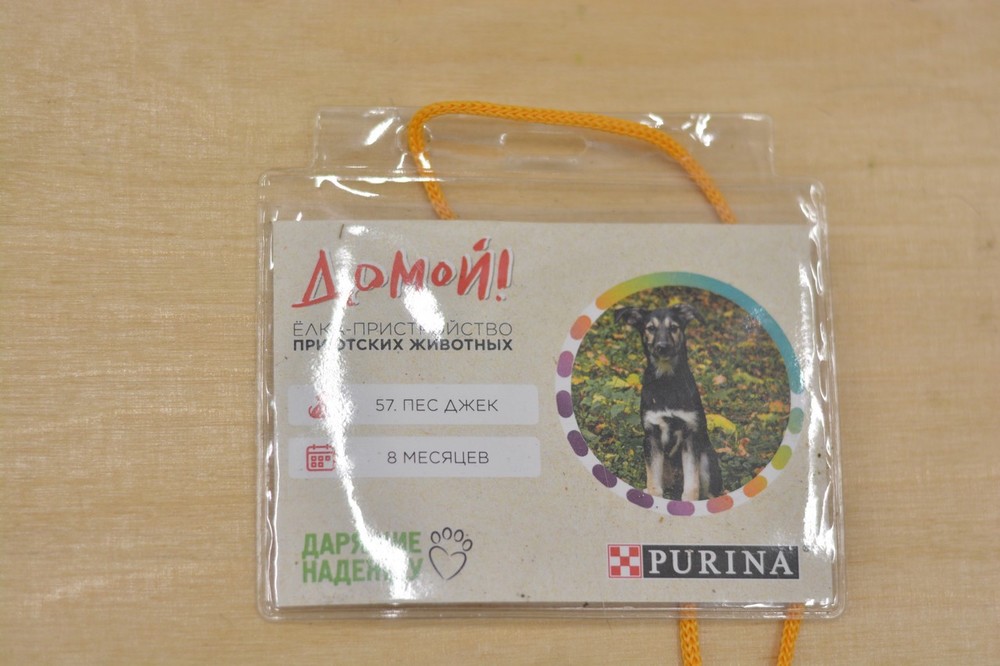 Домой!
ЁЛКА-ПРИСТРОЙСТВО
ПРИЮТСКИХ ЖИВОТНЫХ
57. ПЕС ДЖЕК
8 МЕСЯЦЕВ
ДАРЯЩИЕ
НАДЕЖДУ
PURINA